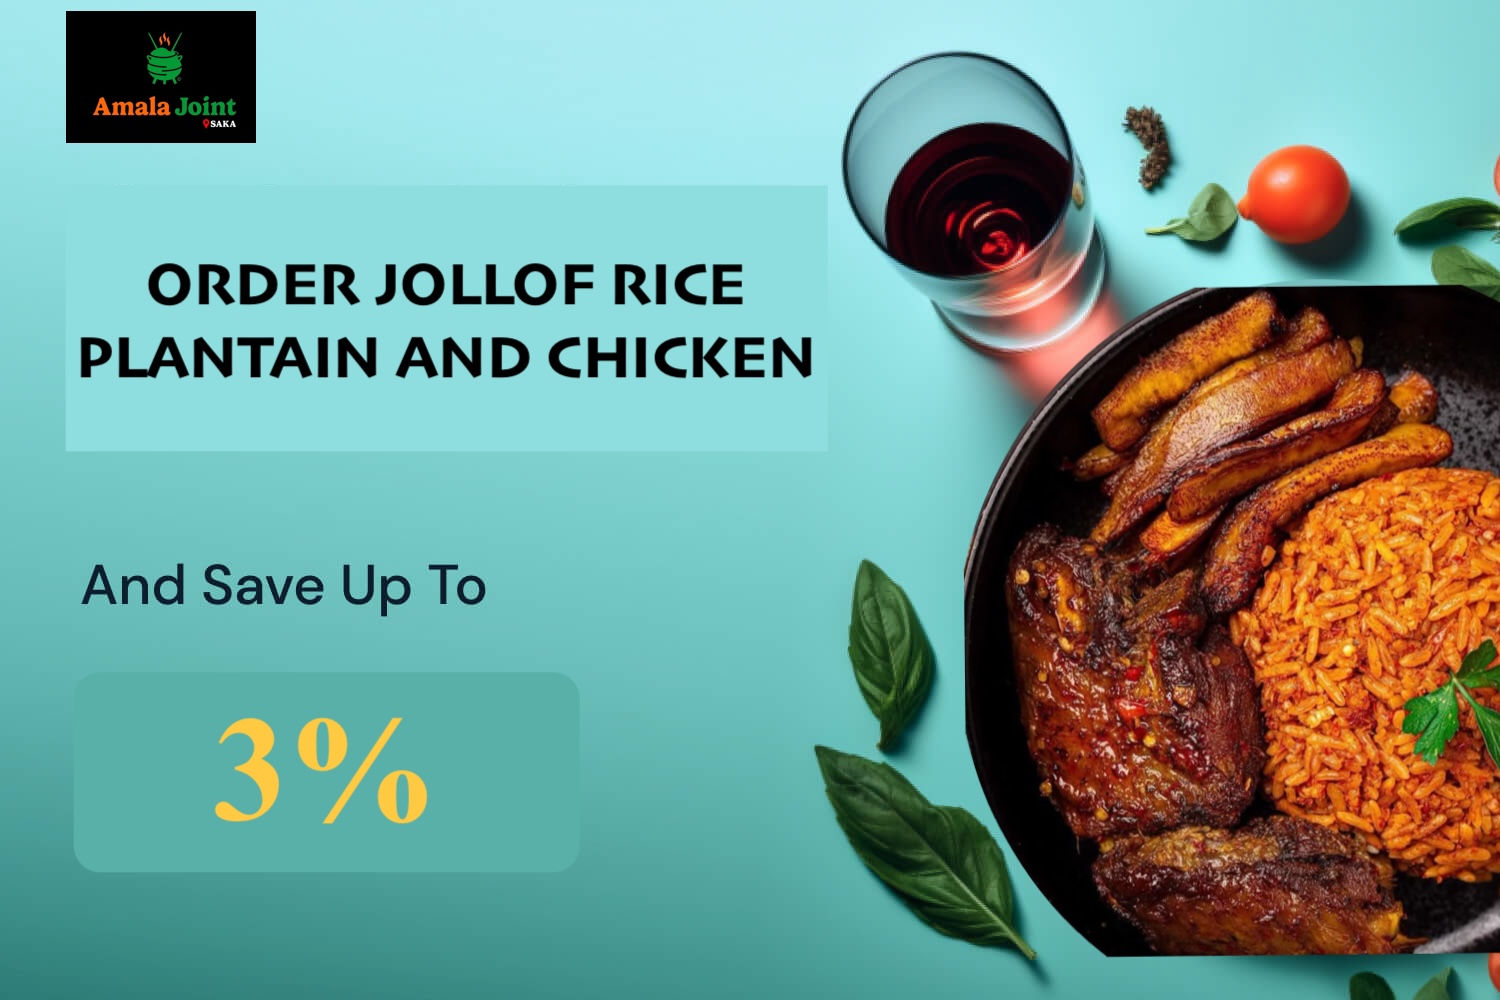 Amala Joint
SAKA
ORDER JOLLOF RICE
PLANTAIN AND CHICKEN
And Save Up To
3%